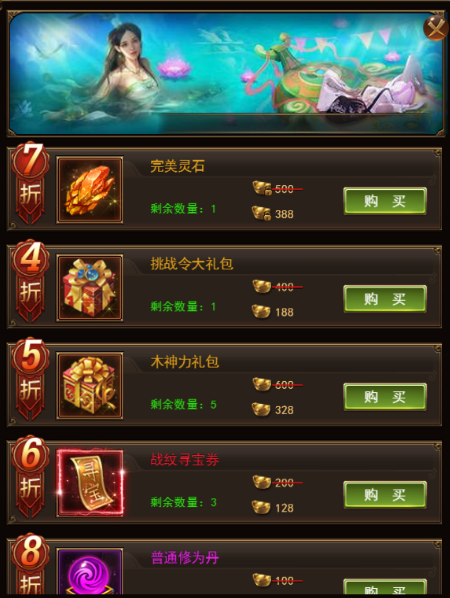 7折
完美灵石
500
剩余数量：1
388
购 买
4折
挑战令大礼包
400
剩余数量：1
188
购 买
5折
木神力礼包
600
剩余数量：5
328
购 买
6折
寻宝
战纹寻宝券
200
剩余数量：3
128
购 买
8折
普通修为丹
100
购 买